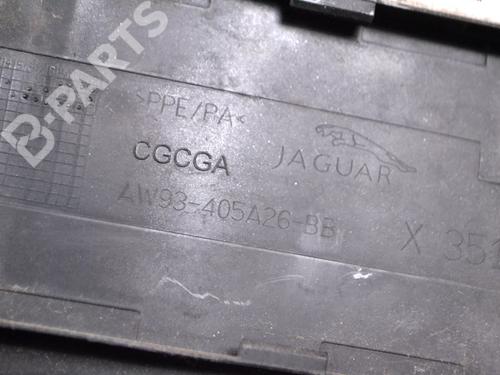 B-PARTS
>PPE/PA<
CGCGA
JAGUAR
AW93-405A26-BB
X 351